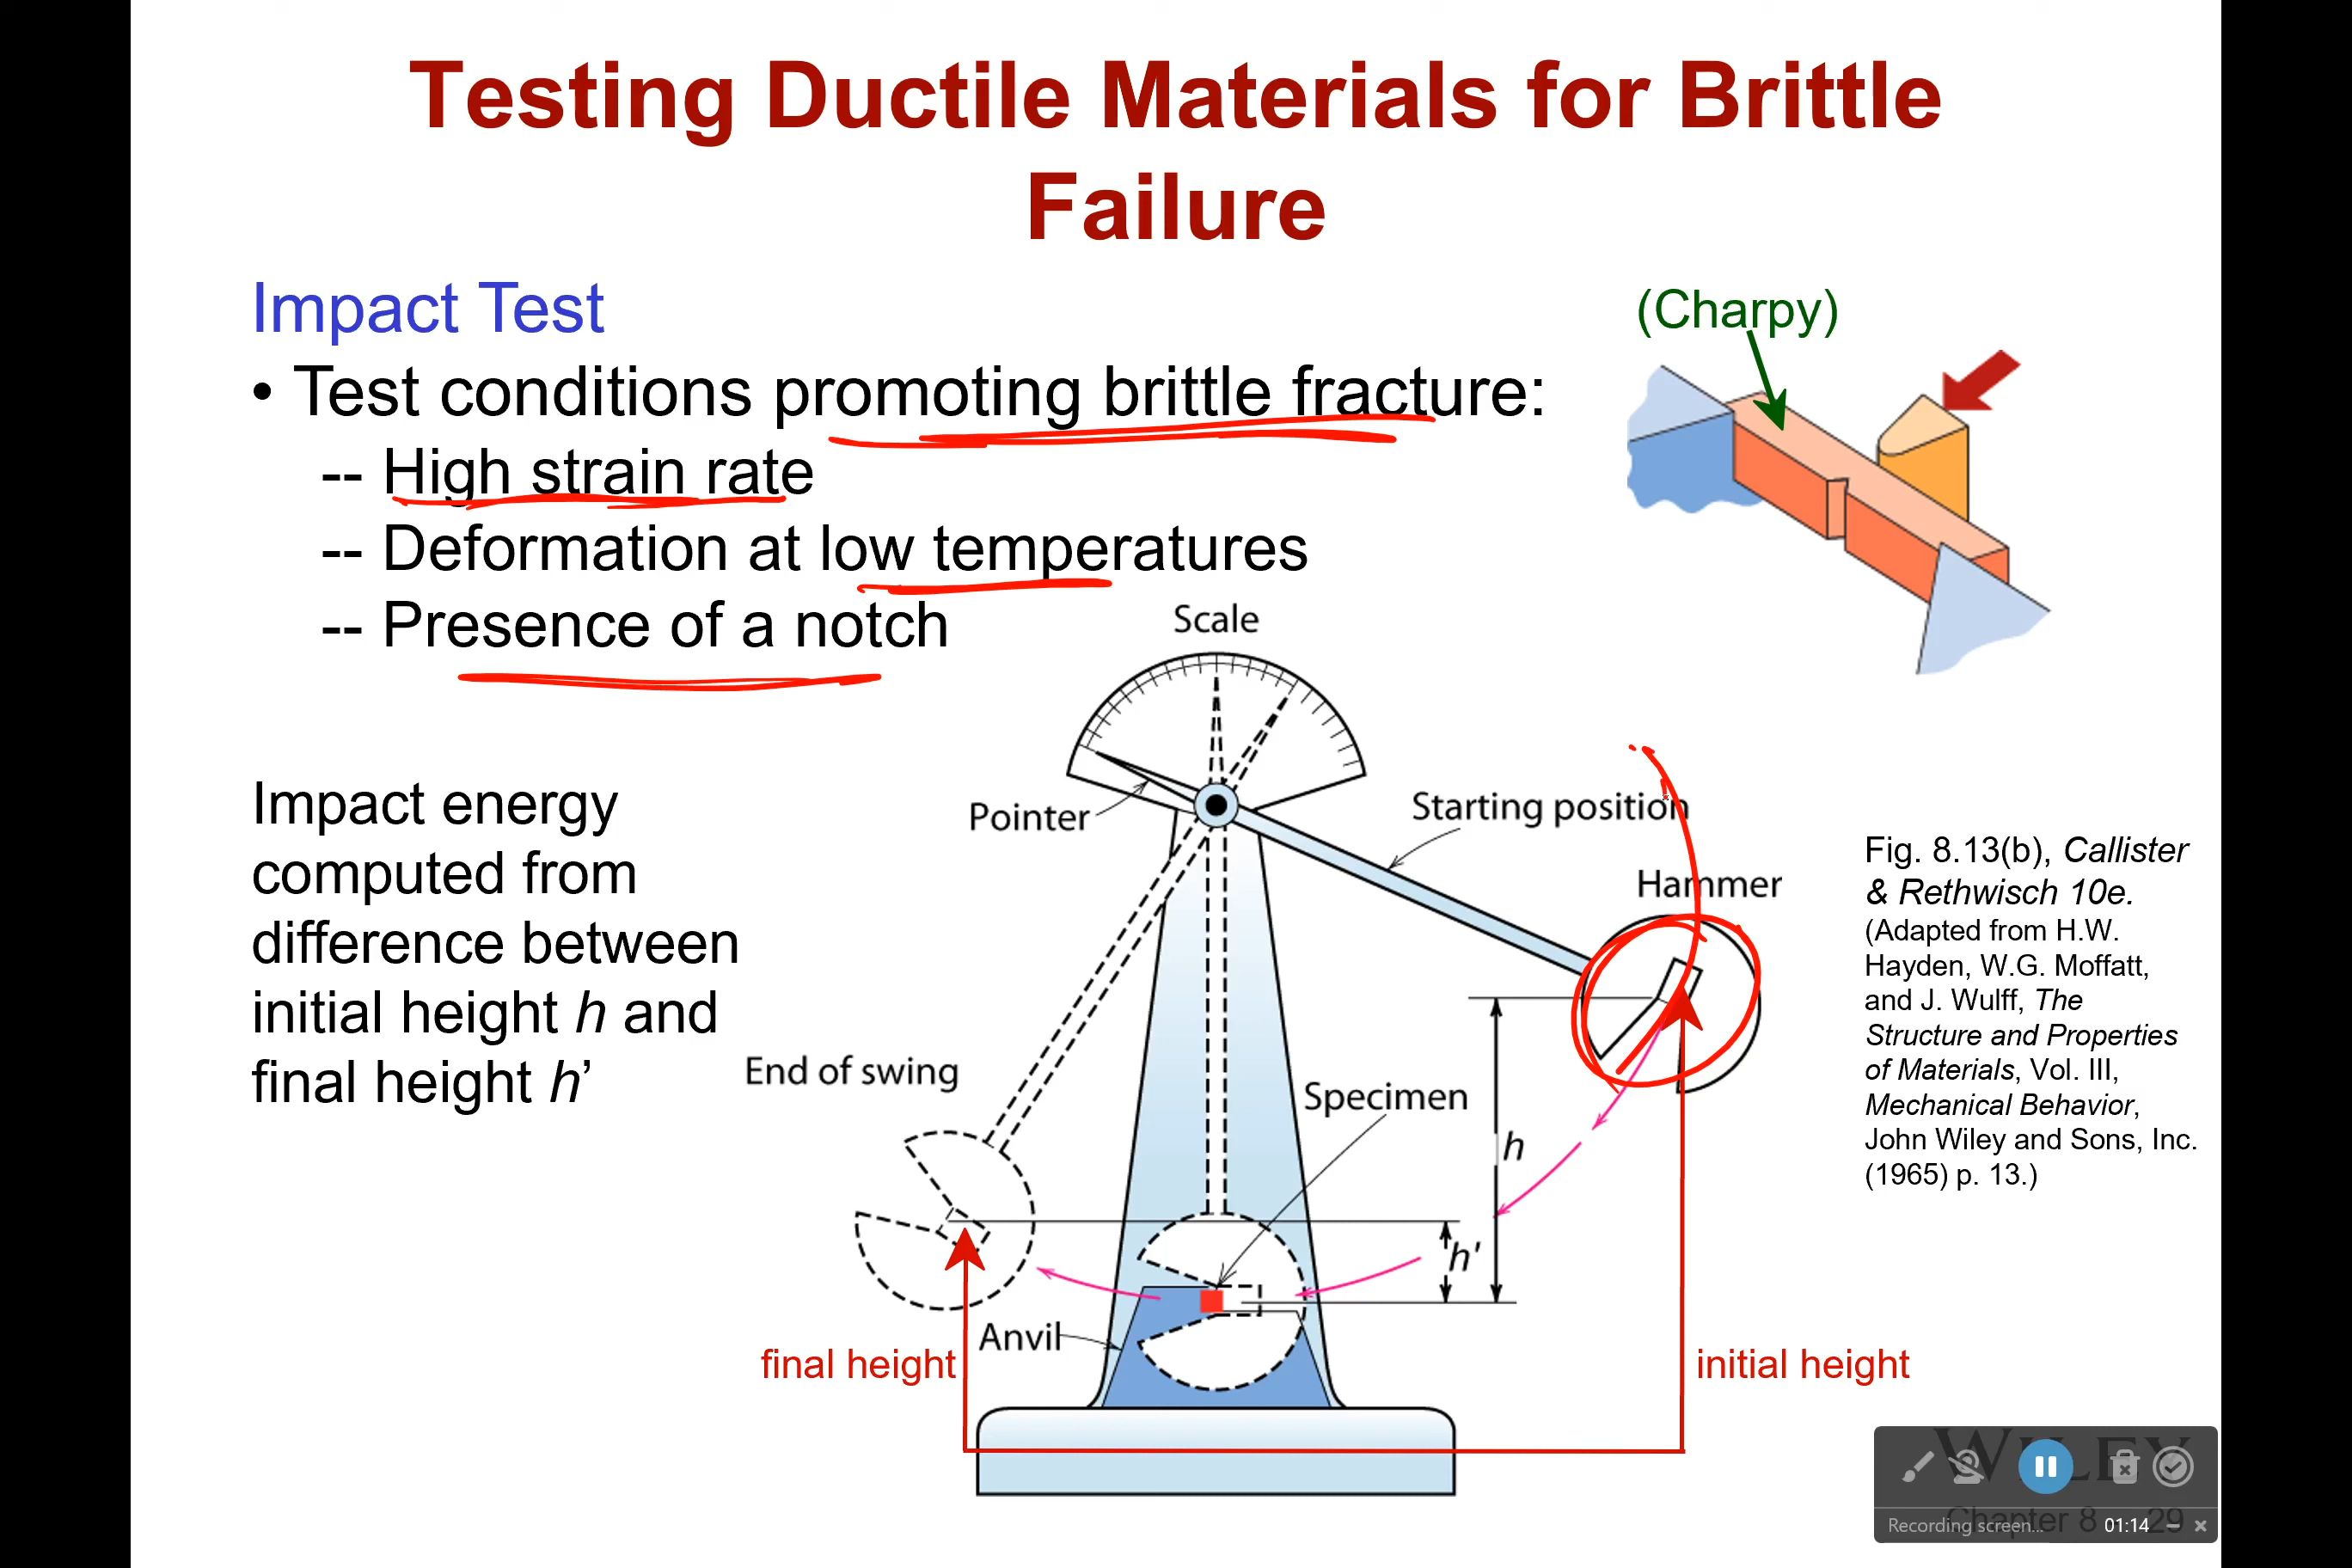 Testing Ductile Materials for Brittle
Failure
Impact Test
(Charpy)
• Test conditions promoting brittle fracture:
-- High strain rate
-- Deformation at low temperatures
-- Presence of a notch
Scale
Pointer
Starting position
Hammer
Impact energy
computed from
difference between
initial height h and
final height h’
Fig. 8.13(b), Callister
& Rethwisch 10e.
(Adapted from H.W.
Hayden, W.G. Moffatt,
and J. Wulff, The
Structure and Properties
of Materials, Vol. III,
Mechanical Behavior,
John Wiley and Sons, Inc.
(1965) p. 13.)
End of swing
Specimen
h
h'
Anvil
final height
initial height
WILEY
Chapter 8 - 29
Recording screen...
01:14